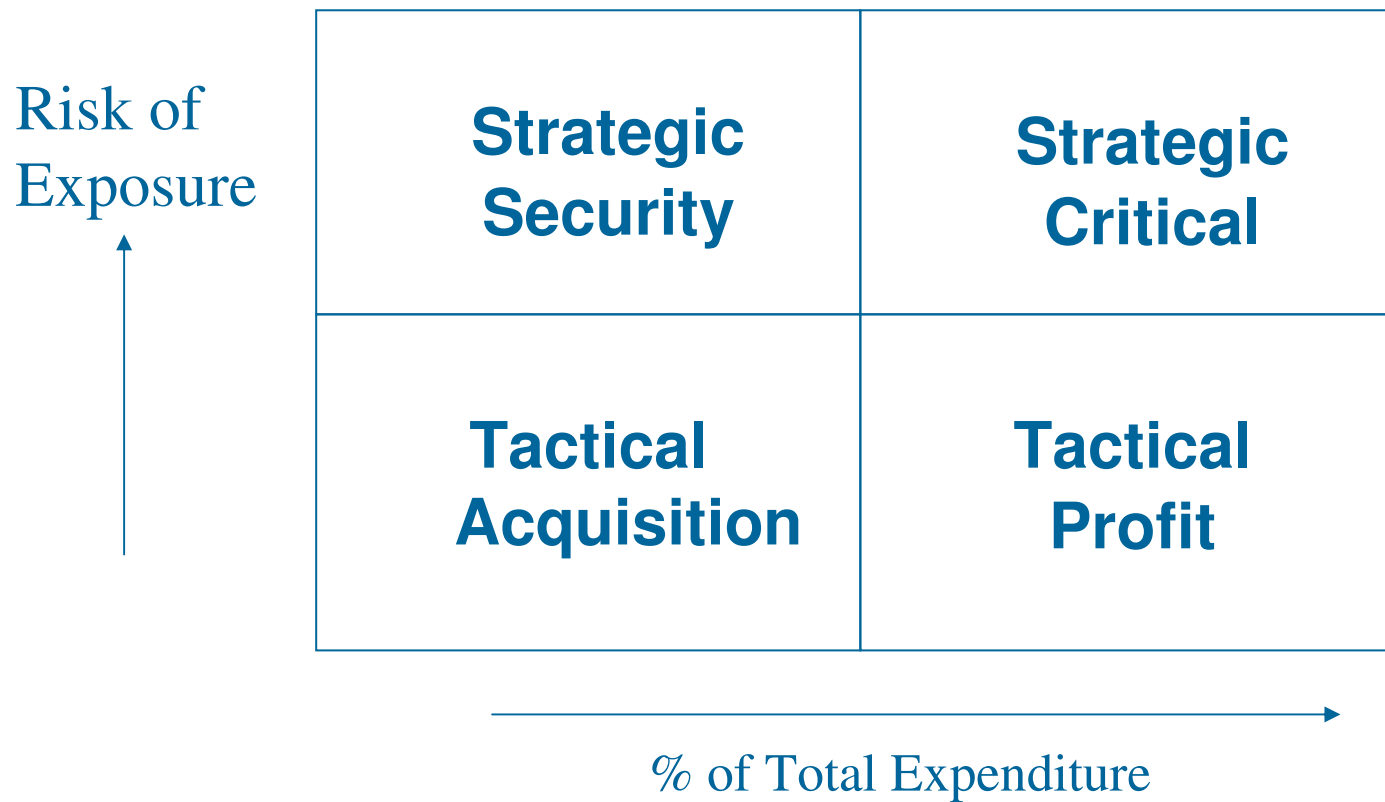 Risk of
Exposure
Strategic
Security
Strategic
Critical
Tactical
Acquisition
Tactical
Profit
% of Total Expenditure